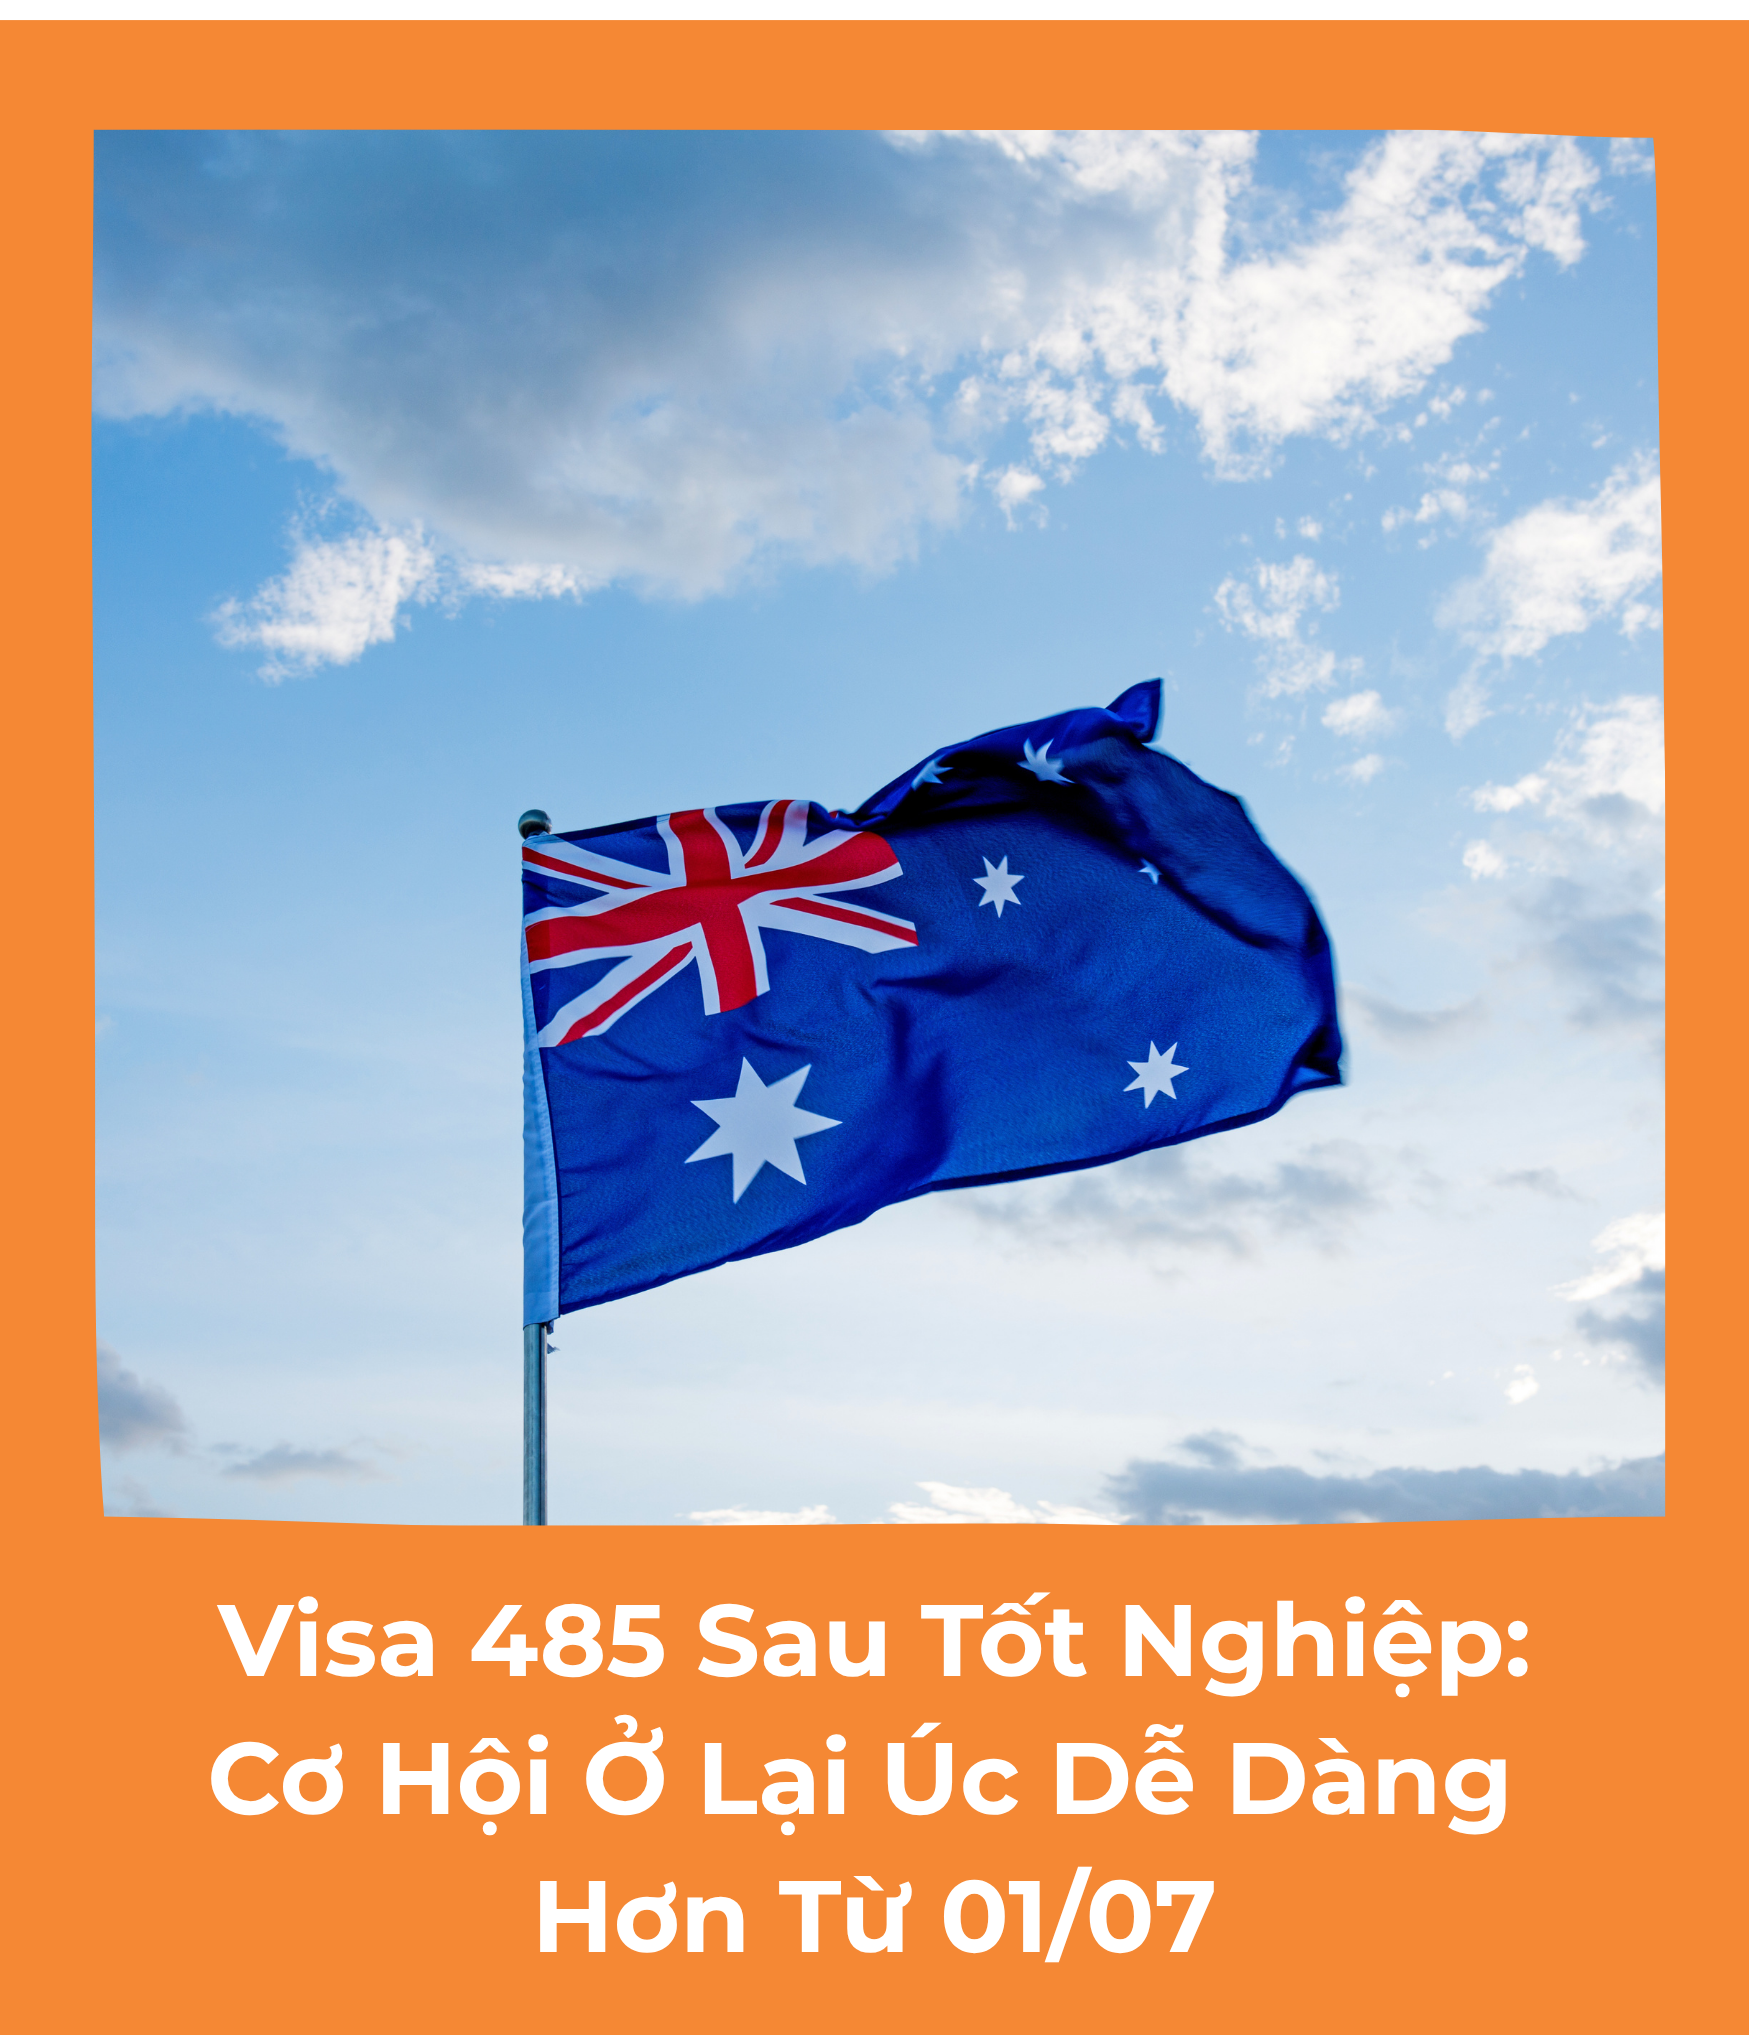 Visa 485 Sau Tốt Nghiệp:
Cơ Hội Ở Lại Úc Dễ Dàng
Hơn Từ 01/07